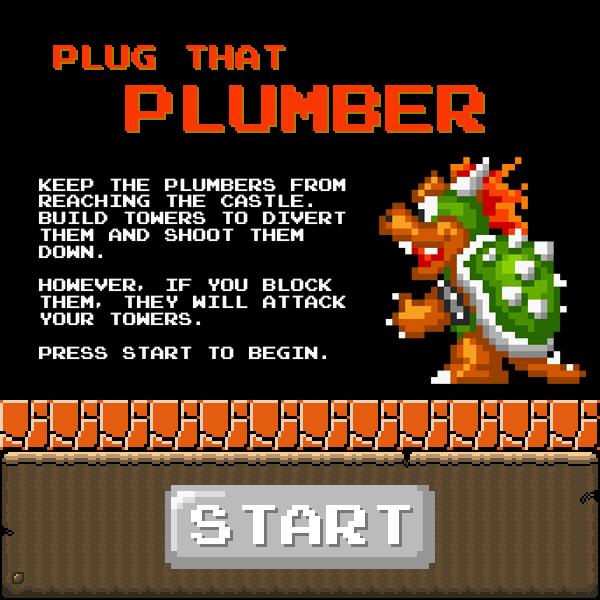 PLUG THAT
PLUMBER
KEEP THE PLUMBERS FROM
REACHING THE CASTLE.
BUILD TOWERS TO DIVERT
THEM AND SHOOT THEM
DOWN.
HOWEVER, IF YOU BLOCK
THEM, THEY WILL ATTACK
YOUR TOWERS.
PRESS START TO BEGIN.
START